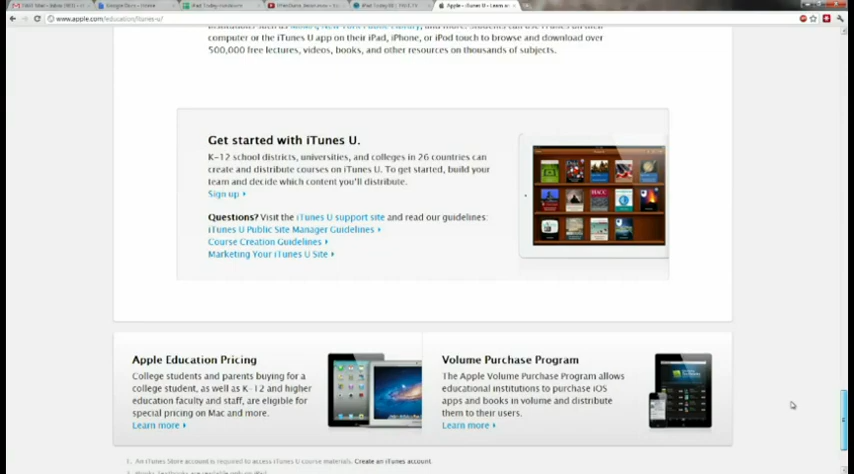 Google Docs - Home
Apple - iTunes U - Learn a
www.apple.com/education/itunes-u/
computer or the iTunes U app on their iPad, iPhone, or iPod touch to browse and download over
500,000 free lectures, videos, books, and other resources on thousands of subjects.
Get started with iTunes U.
K-12 school districts, universities, and colleges in 26 countries can
create and distribute courses on iTunes U. To get started, build your
team and decide which content you'll distribute.
Sign up
Questions? Visit the iTunes U support site and read our guidelines:
iTunes U Public Site Manager Guidelines
Course Creation Guidelines
Marketing Your iTunes U Site
Apple Education Pricing
College students and parents buying for a
college student, as well as K-12 and higher
education faculty and staff, are eligible for
special pricing on Mac and more.
Learn more
Volume Purchase Program
The Apple Volume Purchase Program allows
educational institutions to purchase iOS
apps and books in volume and distribute
them to their users.
Learn more
1. An iTunes Store account is required to access iTunes U course materials. Create an iTunes account